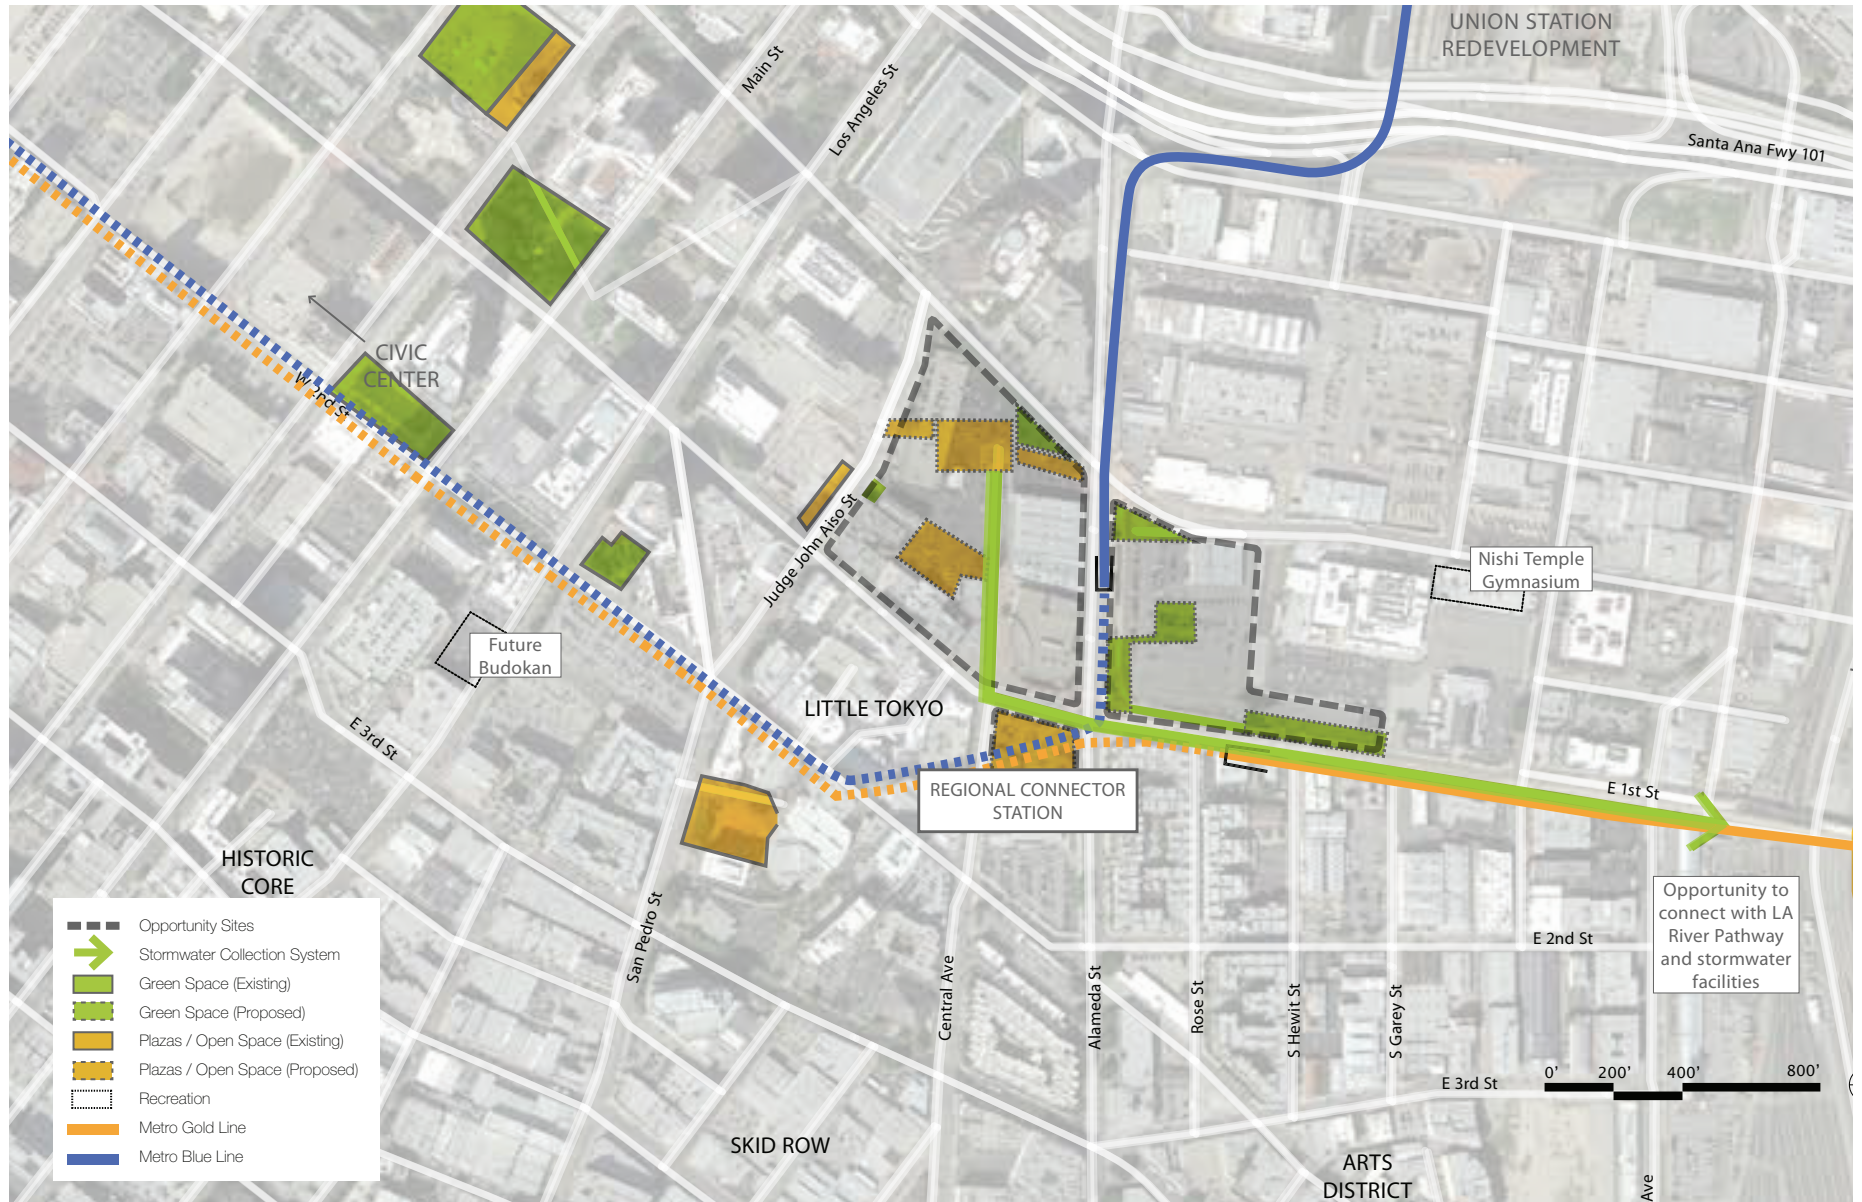 UNION STATION
REDEVELOPMENT
Main St
Los Angeles St
Santa Ana Fwy 101
CIVIC
CENTER
W 2nd St
Judge John Aiso St
Nishi Temple
Gymnasium
Future
Budokan
LITTLE TOKYO
E 3rd St
REGIONAL CONNECTOR
STATION
E 1st St
HISTORIC
CORE
Opportunity to
connect with LA
River Pathway
and stormwater
facilities
San Pedro St
Central Ave
Alameda St
Rose St
S Hewit St
S Garey St
E 2nd St
Opportunity Sites
Stormwater Collection System
Green Space (Existing)
Green Space (Proposed)
Plazas / Open Space (Existing)
Plazas / Open Space (Proposed)
Recreation
Metro Gold Line
Metro Blue Line
0' 200' 400' 800'
E 3rd St
SKID ROW
ARTS
DISTRICT
Ave